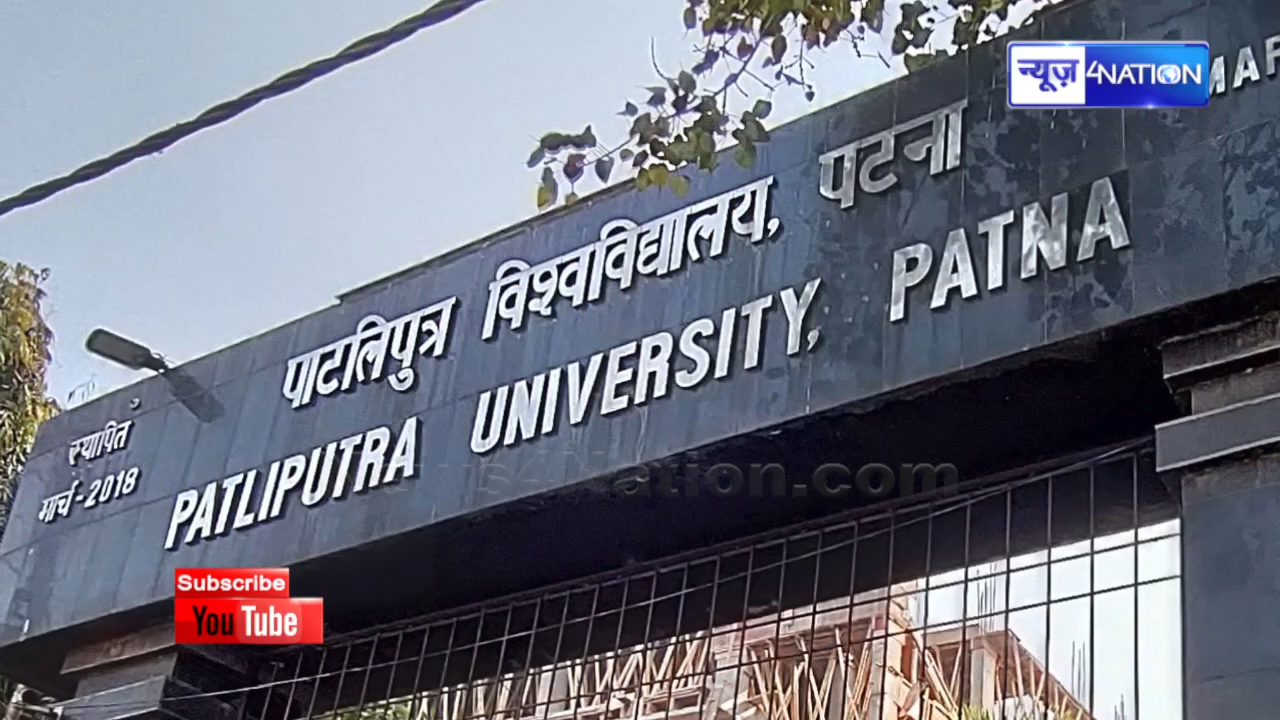 न्यूज़ 4NATION
पाटलिपुत्र विश्वविद्यालय, पटना
PATLIPUTRA UNIVERSITY, PATNA
स्थापित
मार्च - 2018
Subscribe
You Tube